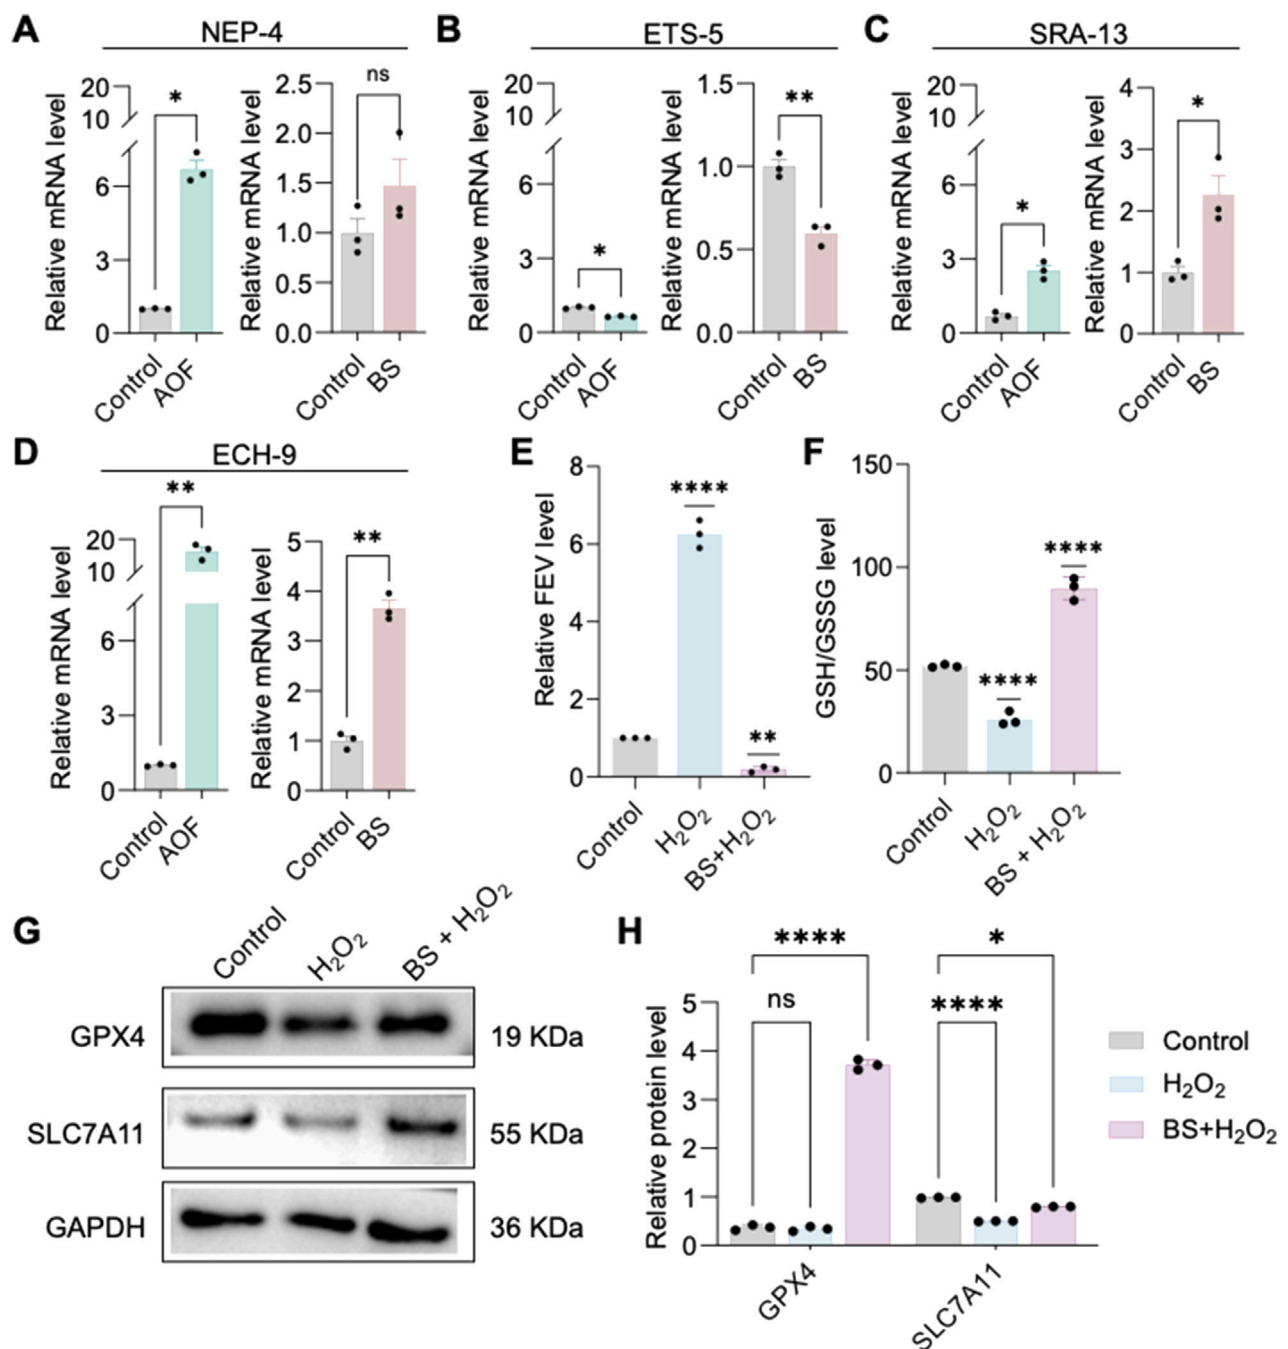 A NEP-4 B ETS-5 C SRA-13
Relative mRNA level
20
10
6
3
0
*
Control
AOF
Relative mRNA level
2.5
2.0
1.5
1.0
0.5
0.0
ns
Control
BS
Relative mRNA level
20
10
6
3
0
*
Control
AOF
Relative mRNA level
1.5
1.0
0.5
0.0
**
Control
BS
Relative mRNA level
20
10
6
3
0
*
Control
AOF
Relative mRNA level
4
3
2
1
0
*
Control
BS
D ECH-9
Relative mRNA level
20
10
6
3
0
**
Control
AOF
Relative mRNA level
5
4
3
2
1
0
**
Control
BS
E
Relative FEV level
8
6
4
2
0
****
**
Control
H₂O₂
BS+H₂O₂
F
GSH/GSSG level
150
100
50
0
****
****
Control
H₂O₂
BS + H₂O₂
G
Control
H₂O₂
BS + H₂O₂
GPX4 19 KDa
SLC7A11 55 KDa
GAPDH 36 KDa
H
Relative protein level
5
4
3
2
1
0
****
ns
*
****
GPX4
SLC7A11
Control
H₂O₂
BS+H₂O₂